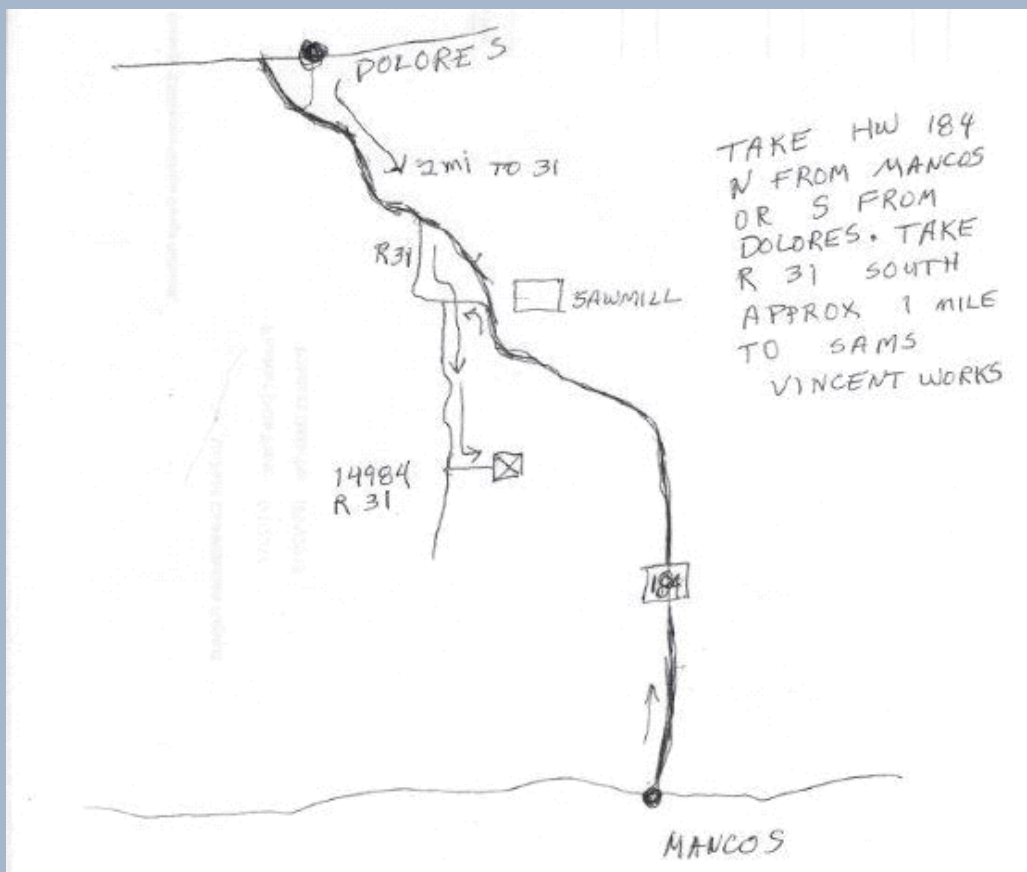 DOLORES
2mi TO 31
TAKE HW 184
N FROM MANCOS
OR S FROM
DOLORES. TAKE
R 31 SOUTH
APPROX 1 MILE
TO SAMS
VINCENT WORKS
R31
SAWMILL
14984
R 31
184
MANCOS